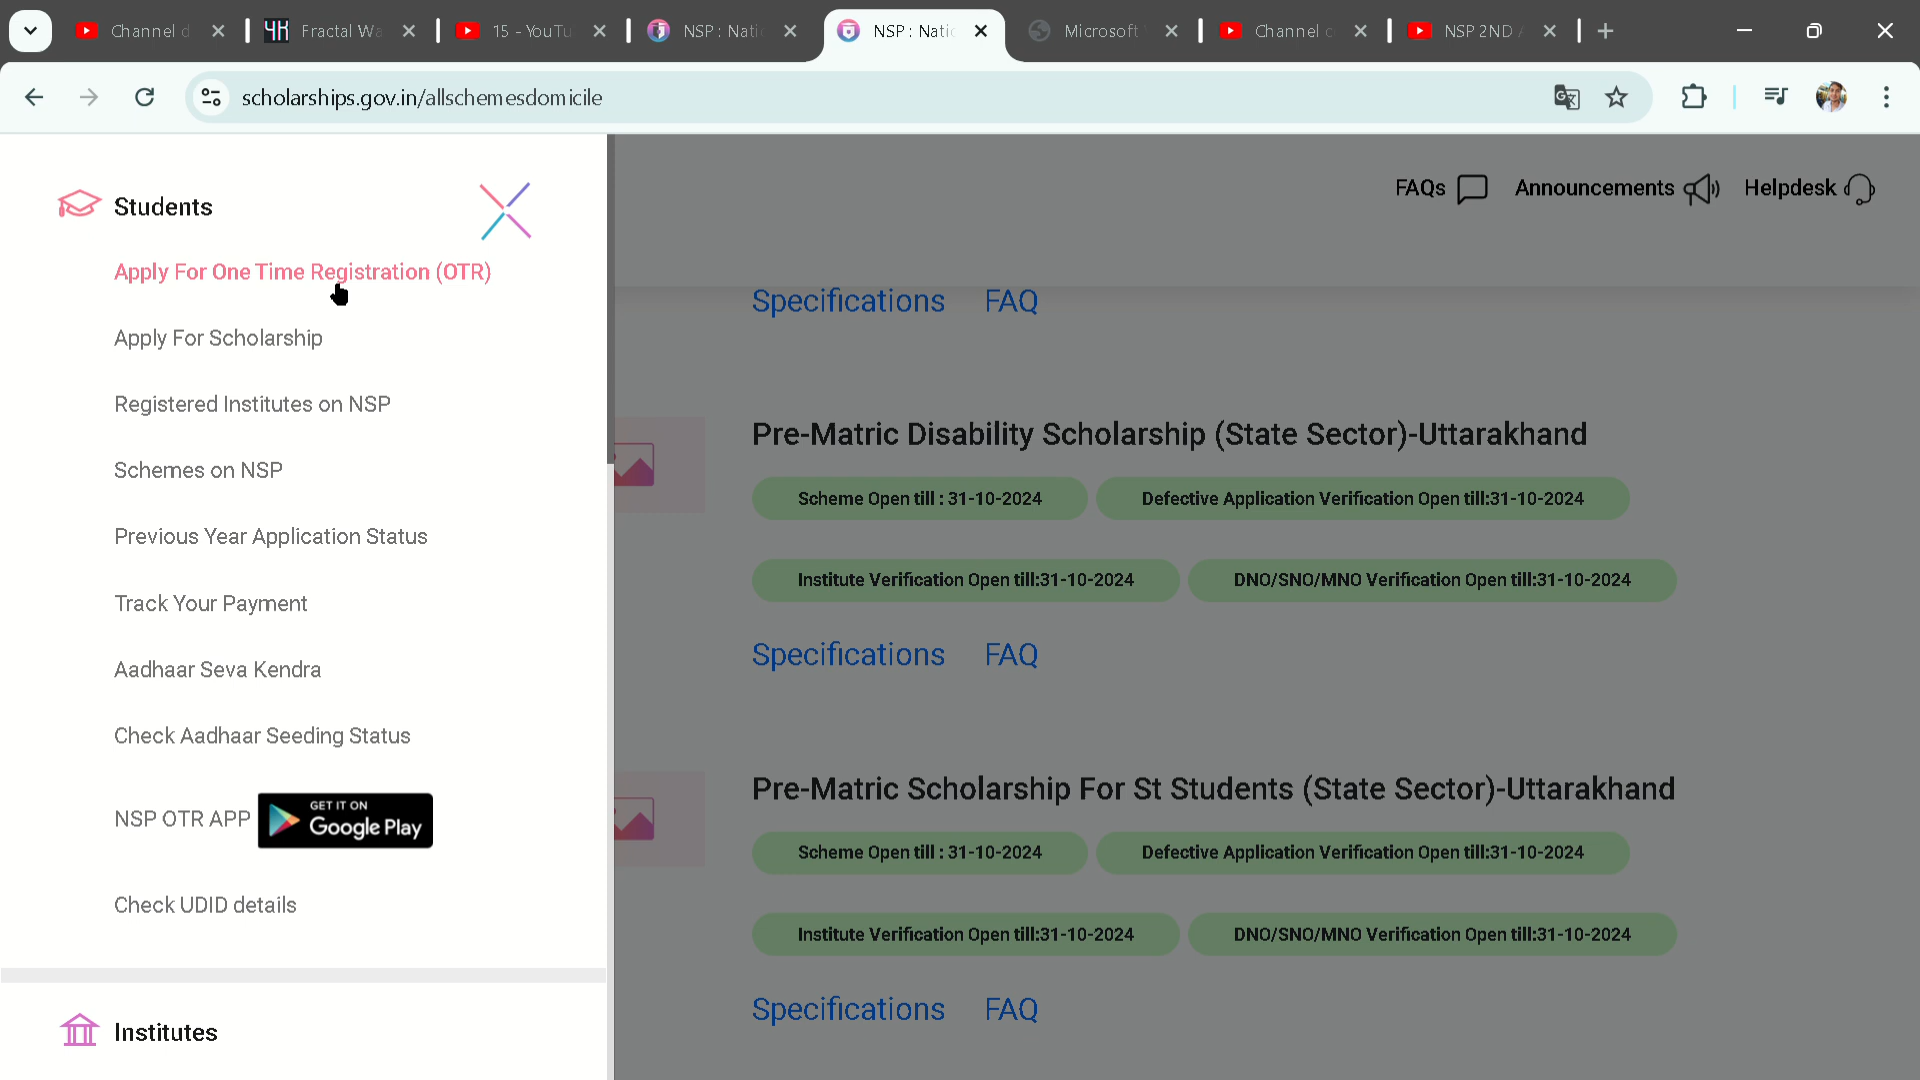 Channel d
Fractal Wa
15 - YouTu
NSP : Nati
NSP : Natic
Microsoft
Channel c
NSP 2ND A
scholarships.gov.in/allschemesdomicile
Students
Apply For One Time Registration (OTR)
Apply For Scholarship
Registered Institutes on NSP
Schemes on NSP
Previous Year Application Status
Track Your Payment
Aadhaar Seva Kendra
Check Aadhaar Seeding Status
NSP OTR APP
GET IT ON
Google Play
Check UDID details
Institutes
FAQs
Announcements
Helpdesk
Specifications FAQ
Pre-Matric Disability Scholarship (State Sector)-Uttarakhand
Scheme Open till : 31-10-2024
Defective Application Verification Open till:31-10-2024
Institute Verification Open till:31-10-2024
DNO/SNO/MNO Verification Open till:31-10-2024
Specifications FAQ
Pre-Matric Scholarship For St Students (State Sector)-Uttarakhand
Scheme Open till : 31-10-2024
Defective Application Verification Open till:31-10-2024
Institute Verification Open till:31-10-2024
DNO/SNO/MNO Verification Open till:31-10-2024
Specifications FAQ